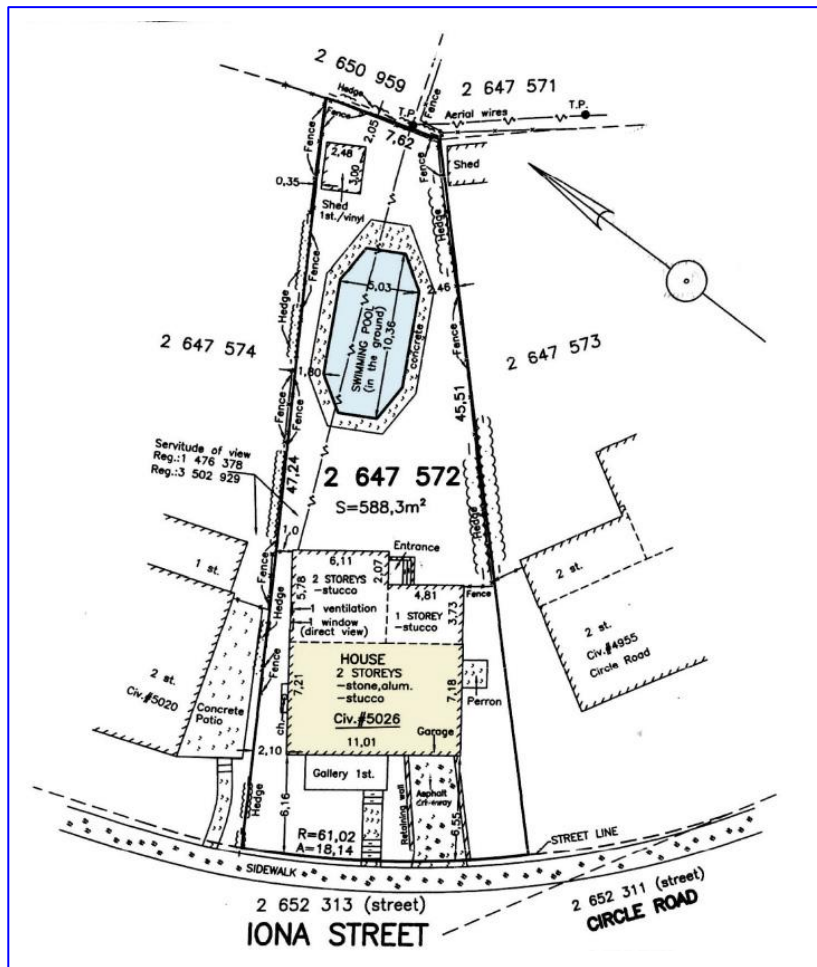 2 650 959
2 647 571
Hedge
T.P.
Fence
Aerial wires
T.P.
Fence
2,05
7,62
Fence
2,48
3,00
Fence
Shed
0,35
Shed
1st./vinyl
Hedge
Fence
5,03
2,46
Hedge
SWIMMING POOL
(in the ground)
10,36
concrete
Fence
2 647 574
2 647 573
1,80
Fence
Fence
45,51
Servitude of view
Reg.:1 476 378
Reg.:3 502 929
47,24
2 647 572
S=588,3m²
Hedge
1,0
Entrance
6,11
2,07
1 st.
2 st.
Fence
5,78
2 STOREYS
-stucco
4,81
Fence
Hedge
1 ventilation
1 window
(direct view)
1 STOREY
-stucco
3,73
2 st.
Civ.#4955
Circle Road
Fence
HOUSE
2 STOREYS
-stone,alum.
-stucco
7,21
7,18
2 st.
Civ.#5020
Concrete
Patio
ch.
Civ.#5026
Perron
Garage
11,01
2,10
Gallery 1st.
Asphalt
driveway
Retaining wall
Hedge
6,16
6,55
R=61,02
A=18,14
STREET LINE
SIDEWALK
2 652 313 (street)
IONA STREET
2 652 311 (street)
CIRCLE ROAD